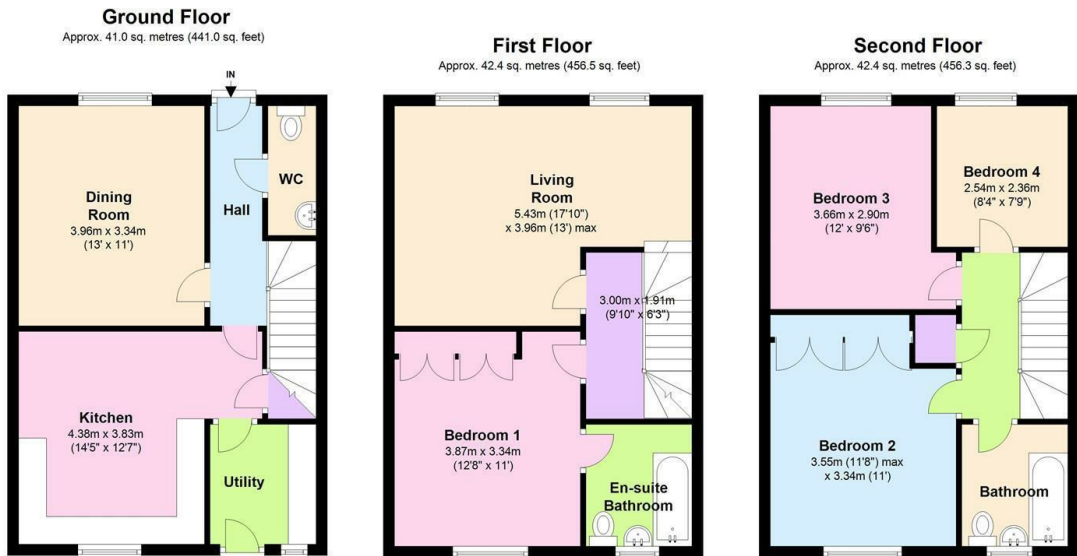 Ground Floor
Approx. 41.0 sq. metres (441.0 sq. feet)
IN
Dining
Room
3.96m x 3.34m
(13' x 11')
Hall
WC
Kitchen
4.38m x 3.83m
(14'5" x 12'7")
Utility
First Floor
Approx. 42.4 sq. metres (456.5 sq. feet)
Living
Room
5.43m (17'10")
x 3.96m (13') max
3.00m x 1.91m
(9'10" x 6'3")
Bedroom 1
3.87m x 3.34m
(12'8" x 11')
En-suite
Bathroom
Second Floor
Approx. 42.4 sq. metres (456.3 sq. feet)
Bedroom 3
3.66m x 2.90m
(12' x 9'6")
Bedroom 4
2.54m x 2.36m
(8'4" x 7'9")
Bedroom 2
3.55m (11'8") max
x 3.34m (11')
Bathroom